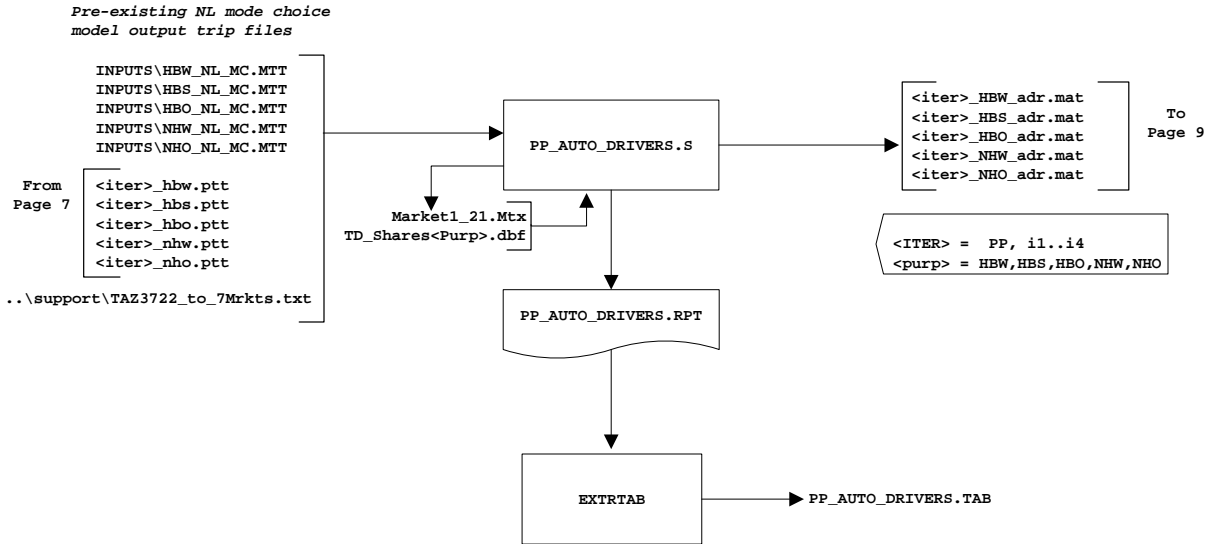 Pre-existing NL mode choice
model output trip files
INPUTS\HBW_NL_MC.MTT
INPUTS\HBS_NL_MC.MTT
INPUTS\HBO_NL_MC.MTT
INPUTS\NHW_NL_MC.MTT
INPUTS\NHO_NL_MC.MTT
From
Page 7
<iter>_hbw.ptt
<iter>_hbs.ptt
<iter>_hbo.ptt
<iter>_nhw.ptt
<iter>_nho.ptt
..\support\TAZ3722_to_7Mrkts.txt
PP_AUTO_DRIVERS.S
Market1_21.Mtx
TD_Shares<Purp>.dbf
<iter>_HBW_adr.mat
<iter>_HBS_adr.mat
<iter>_HBO_adr.mat
<iter>_NHW_adr.mat
<iter>_NHO_adr.mat
To
Page 9
<ITER> = PP, i1..i4
<purp> = HBW,HBS,HBO,NHW,NHO
PP_AUTO_DRIVERS.RPT
EXTRTAB
PP_AUTO_DRIVERS.TAB